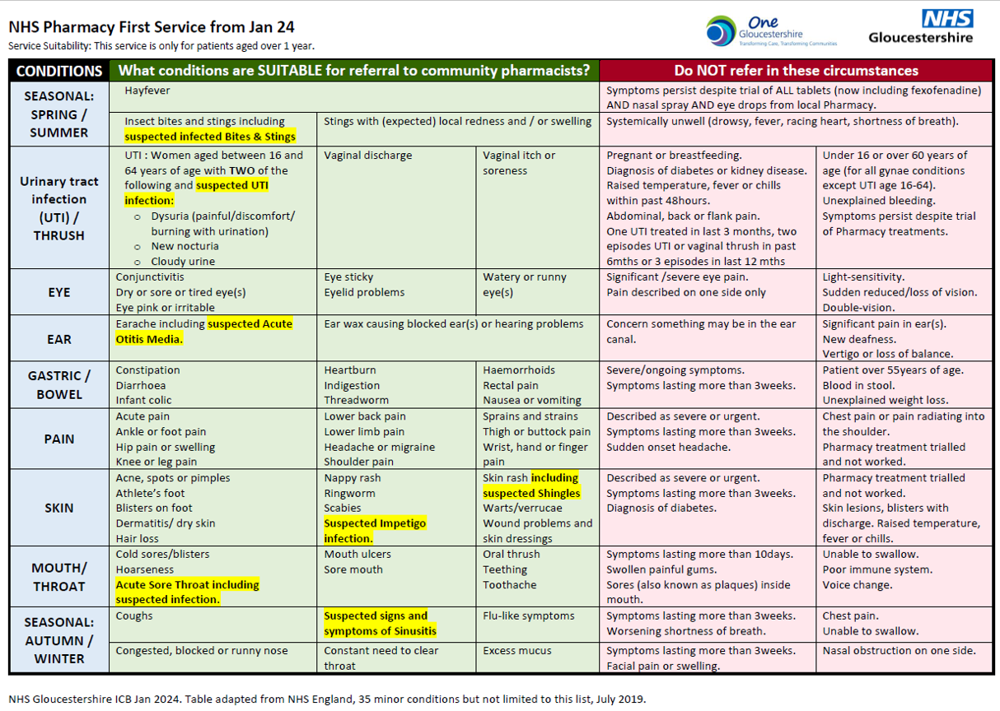 NHS Pharmacy First Service from Jan 24
Service Suitability: This service is only for patients aged over 1 year.
One
Gloucestershire
Transforming Care, Transforming Communities
NHS
Gloucestershire
CONDITIONS
What conditions are SUITABLE for referral to community pharmacists?
Do NOT refer in these circumstances
SEASONAL:
SPRING /
SUMMER
Hayfever
Symptoms persist despite trial of ALL tablets (now including fexofenadine)
AND nasal spray AND eye drops from local Pharmacy.
Insect bites and stings including
suspected infected Bites & Stings
Stings with (expected) local redness and / or swelling
Systemically unwell (drowsy, fever, racing heart, shortness of breath).
Urinary tract
infection
(UTI) /
THRUSH
UTI : Women aged between 16 and
64 years of age with TWO of the
following and suspected UTI
infection:
o Dysuria (painful/discomfort/
burning with urination)
o New nocturia
o Cloudy urine
Vaginal discharge
Vaginal itch or
soreness
Pregnant or breastfeeding.
Diagnosis of diabetes or kidney disease.
Raised temperature, fever or chills
within past 48hours.
Abdominal, back or flank pain.
One UTI treated in last 3 months, two
episodes UTI or vaginal thrush in past
6mths or 3 episodes in last 12 mths
Under 16 or over 60 years of
age (for all gynae conditions
except UTI age 16-64).
Unexplained bleeding.
Symptoms persist despite trial
of Pharmacy treatments.
EYE
Conjunctivitis
Dry or sore or tired eye(s)
Eye pink or irritable
Eye sticky
Eyelid problems
Watery or runny
eye(s)
Significant /severe eye pain.
Pain described on one side only
Light-sensitivity.
Sudden reduced/loss of vision.
Double-vision.
EAR
Earache including suspected Acute
Otitis Media.
Ear wax causing blocked ear(s) or hearing problems
Concern something may be in the ear
canal.
Significant pain in ear(s).
New deafness.
Vertigo or loss of balance.
GASTRIC /
BOWEL
Constipation
Diarrhoea
Infant colic
Heartburn
Indigestion
Threadworm
Haemorrhoids
Rectal pain
Nausea or vomiting
Severe/ongoing symptoms.
Symptoms lasting more than 3weeks.
Patient over 55years of age.
Blood in stool.
Unexplained weight loss.
PAIN
Acute pain
Ankle or foot pain
Hip pain or swelling
Knee or leg pain
Lower back pain
Lower limb pain
Headache or migraine
Shoulder pain
Sprains and strains
Thigh or buttock pain
Wrist, hand or finger
pain
Described as severe or urgent.
Symptoms lasting more than 3weeks.
Sudden onset headache.
Chest pain or pain radiating into
the shoulder.
Pharmacy treatment trialled
and not worked.
SKIN
Acne, spots or pimples
Athlete's foot
Blisters on foot
Dermatitis/ dry skin
Hair loss
Nappy rash
Ringworm
Scabies
Suspected Impetigo
infection.
Skin rash including
suspected Shingles
Warts/verrucae
Wound problems and
skin dressings
Described as severe or urgent.
Symptoms lasting more than 3weeks.
Diagnosis of diabetes.
Pharmacy treatment trialled
and not worked.
Skin lesions, blisters with
discharge. Raised temperature,
fever or chills.
MOUTH/
THROAT
Cold sores/blisters
Hoarseness
Acute Sore Throat including
suspected infection.
Mouth ulcers
Sore mouth
Oral thrush
Teething
Toothache
Symptoms lasting more than 10days.
Swollen painful gums.
Sores (also known as plaques) inside
mouth.
Unable to swallow.
Poor immune system.
Voice change.
SEASONAL:
AUTUMN /
WINTER
Coughs
Suspected signs and
symptoms of Sinusitis
Flu-like symptoms
Symptoms lasting more than 3weeks.
Worsening shortness of breath.
Chest pain.
Unable to swallow.
Congested, blocked or runny nose
Constant need to clear
throat
Excess mucus
Symptoms lasting more than 3weeks.
Facial pain or swelling.
Nasal obstruction on one side.
NHS Gloucestershire ICB Jan 2024. Table adapted from NHS England, 35 minor conditions but not limited to this list, July 2019.